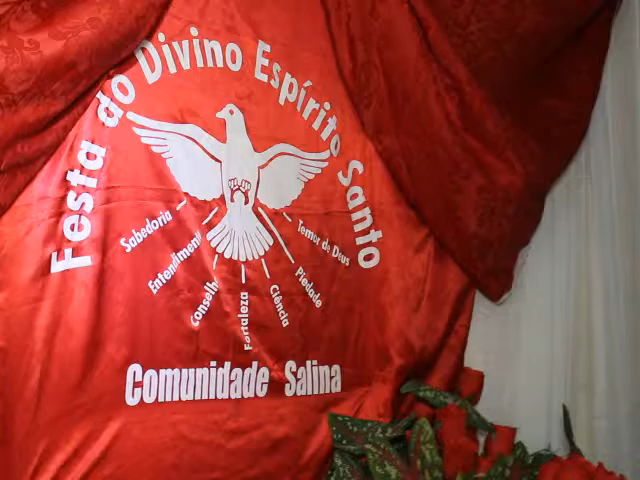 Festa do Divino Espírito Santo
Sabedoria
Entendimento
Conselho
Fortaleza
Ciência
Piedade
Temor de Deus
Comunidade Salina